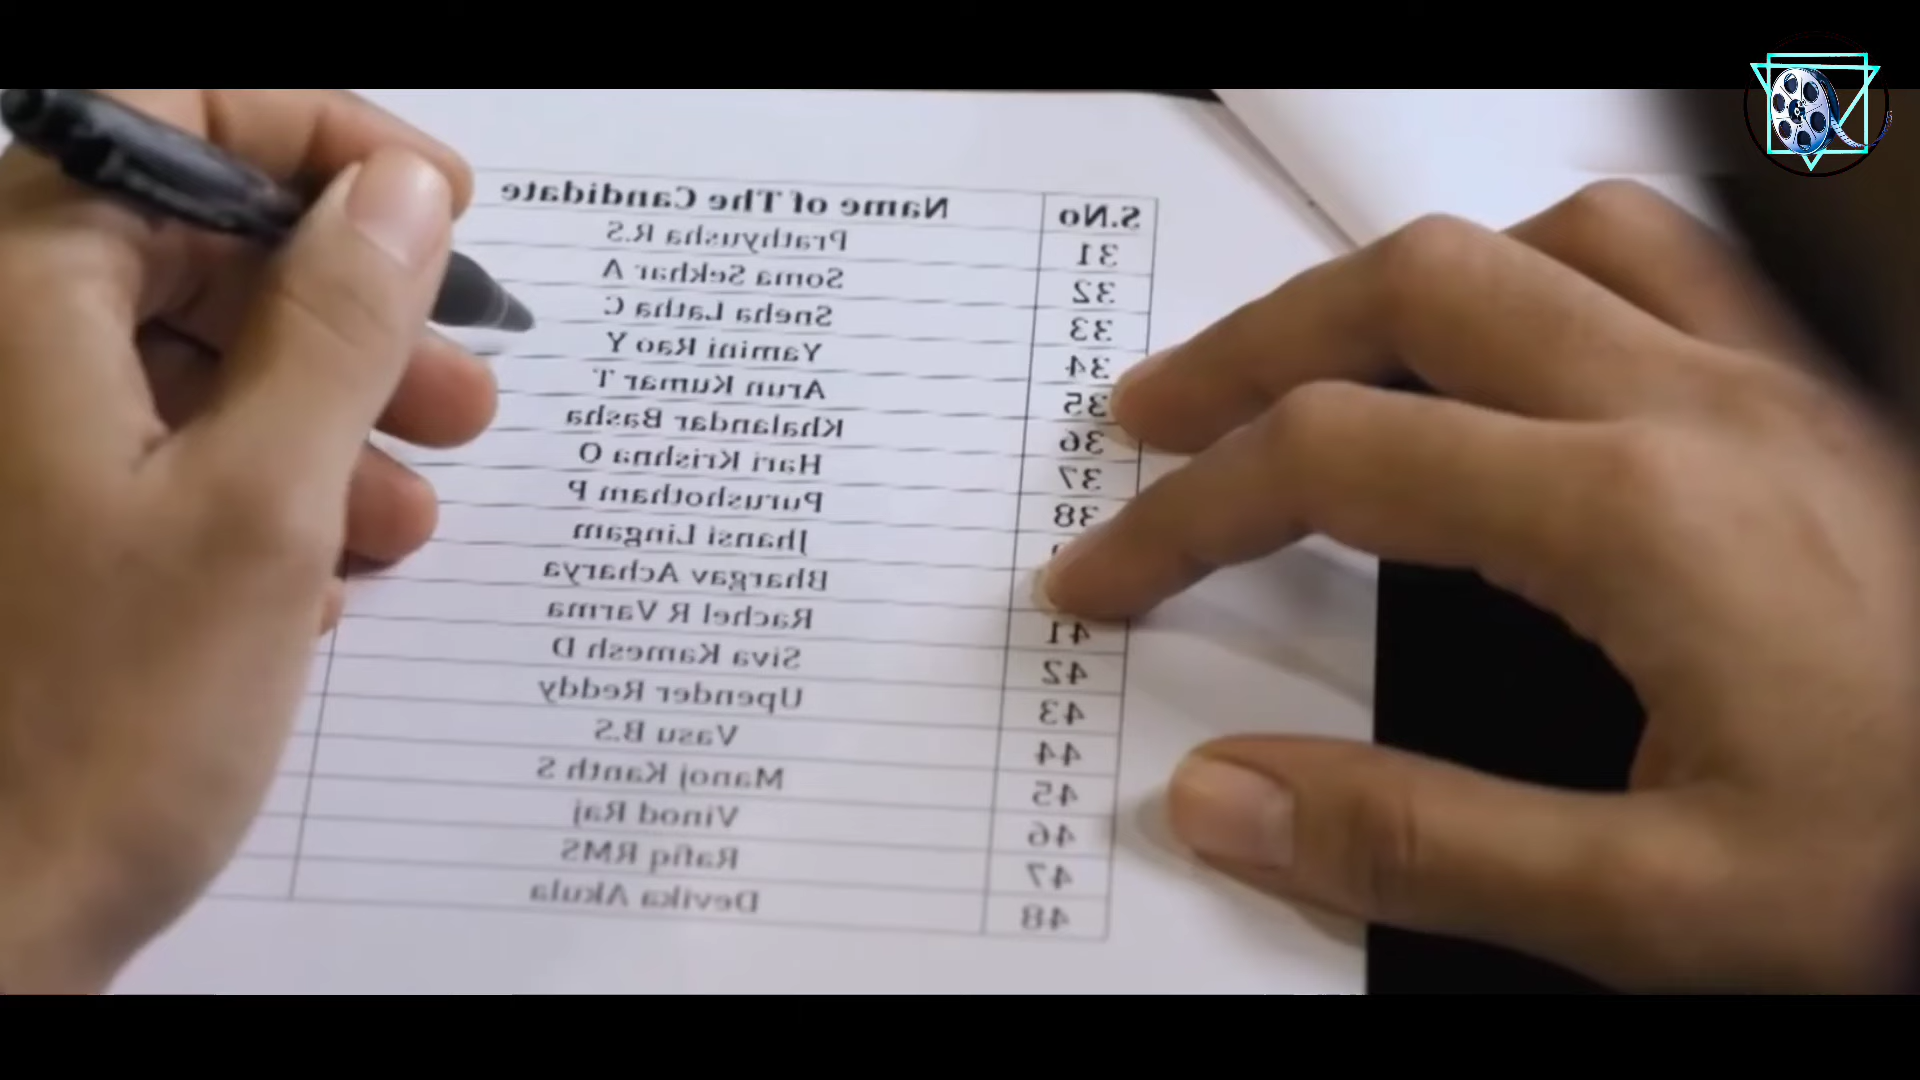 S.No Name of The Candidate
31 Prathyusha R.S
32 Soma Sekhar A
33 Sneha Latha C
34 Yamini Rao Y
35 Arun Kumar T
36 Khalandar Basha
37 Hari Krishna O
38 Purushotham P
Jhansi Lingam
Bhargav Acharya
41 Rachel R Varma
42 Siva Kamesh D
43 Upender Reddy
44 Vasu B.S
45 Manoj Kanth S
46 Vinod Raj
47 Rafiq RMS
48 Devika Akula